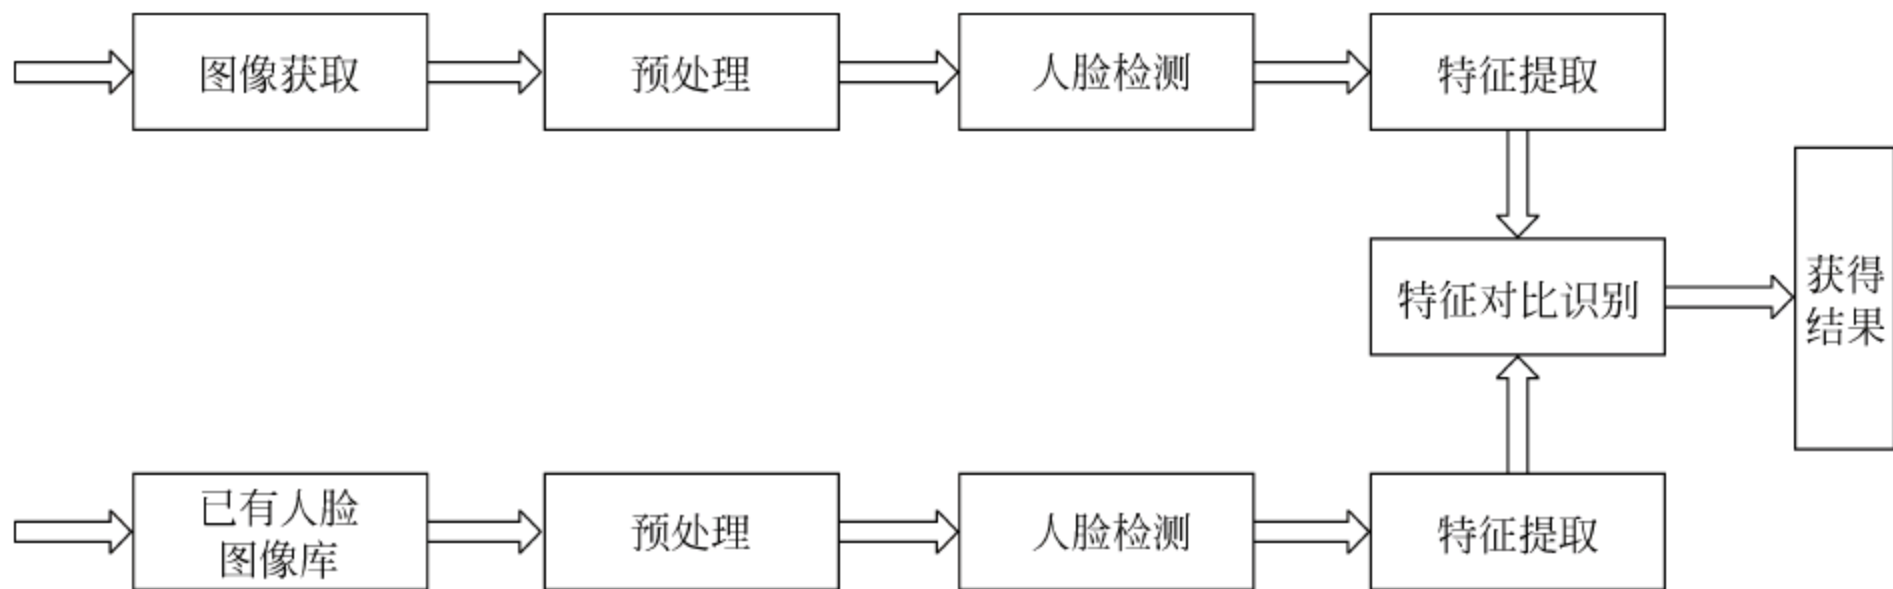 图像获取
预处理
人脸检测
特征提取
特征对比识别
获得
结果
已有人脸
图像库
预处理
人脸检测
特征提取